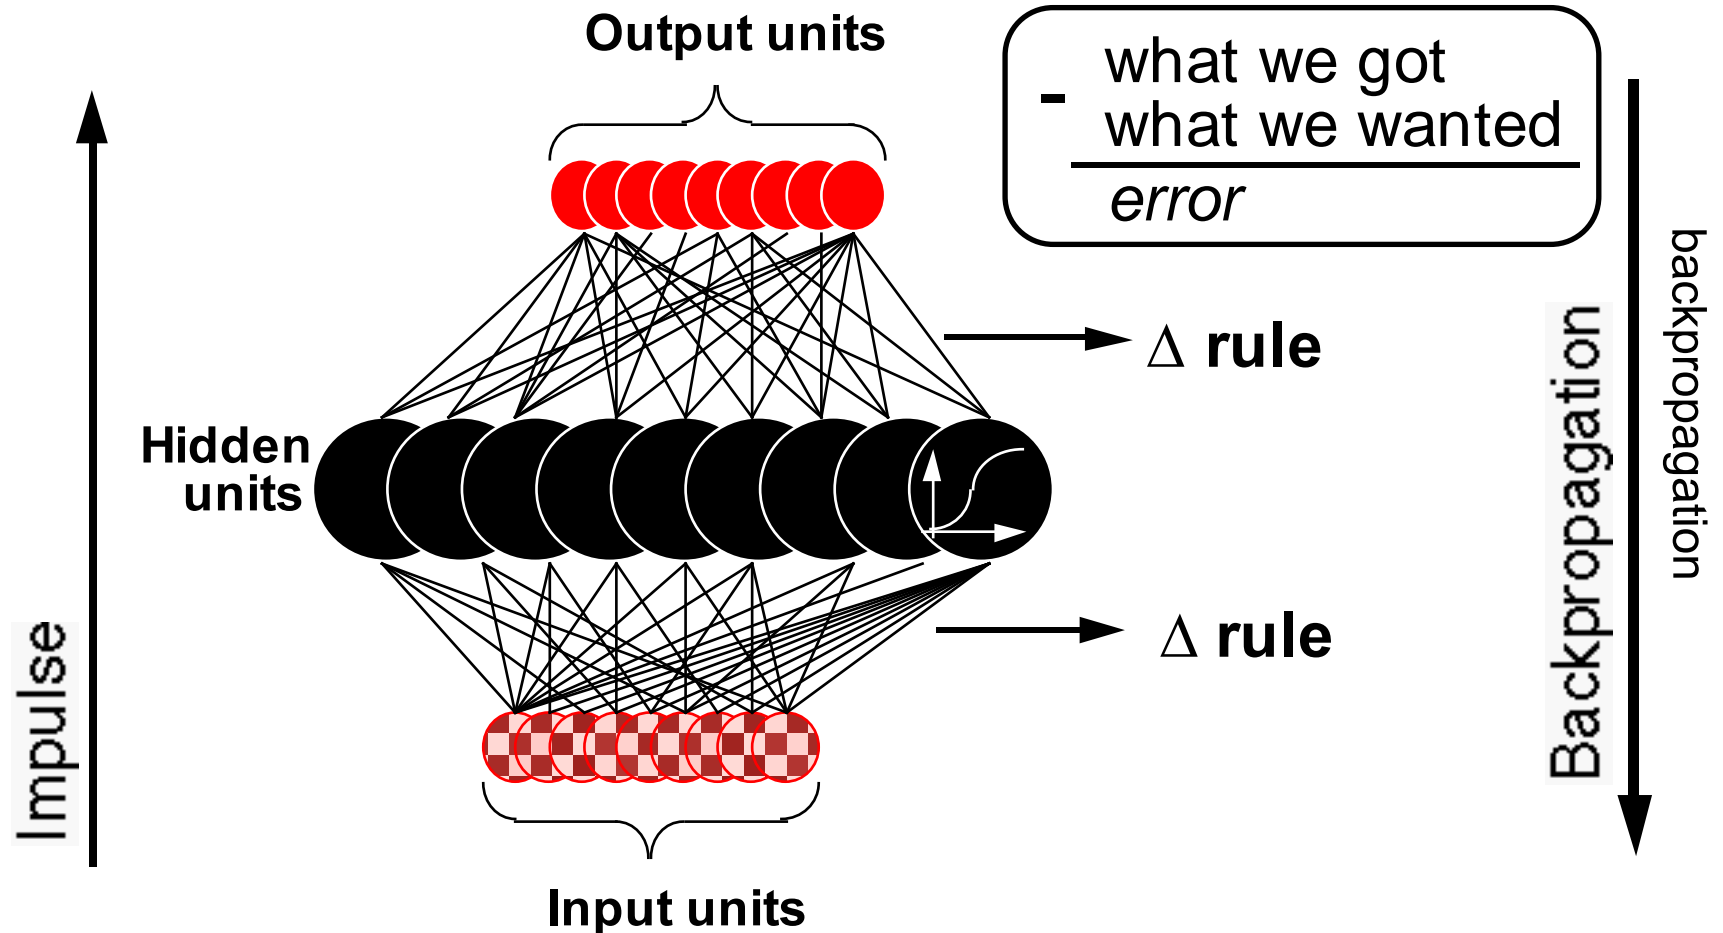 Output units
- what we got
what we wanted
error
backpropagation
Backpropagation
Δ rule
Hidden
units
Δ rule
Impulse
Input units